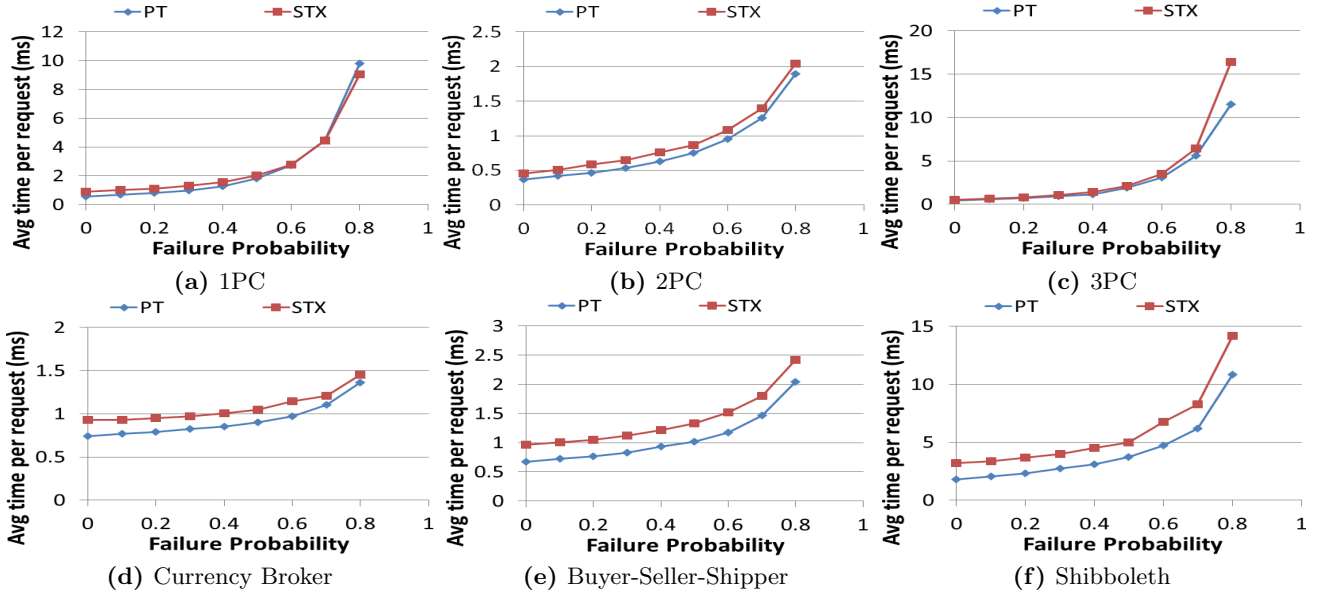 PT STX
Avg time per request (ms)
12
10
8
6
4
2
0
0 0.2 0.4 0.6 0.8 1
Failure Probability
(a) 1PC
PT STX
Avg time per request (ms)
2.5
2
1.5
1
0.5
0
0 0.2 0.4 0.6 0.8 1
Failure Probability
(b) 2PC
PT STX
Avg time per request (ms)
20
15
10
5
0
0 0.2 0.4 0.6 0.8 1
Failure Probability
(c) 3PC
PT STX
Avg time per request (ms)
2
1.5
1
0.5
0
0 0.2 0.4 0.6 0.8 1
Failure Probability
(d) Currency Broker
PT STX
Avg time per request (ms)
3
2.5
2
1.5
1
0.5
0
0 0.2 0.4 0.6 0.8 1
Failure Probability
(e) Buyer-Seller-Shipper
PT STX
Avg time per request (ms)
15
10
5
0
0 0.2 0.4 0.6 0.8 1
Failure Probability
(f) Shibboleth